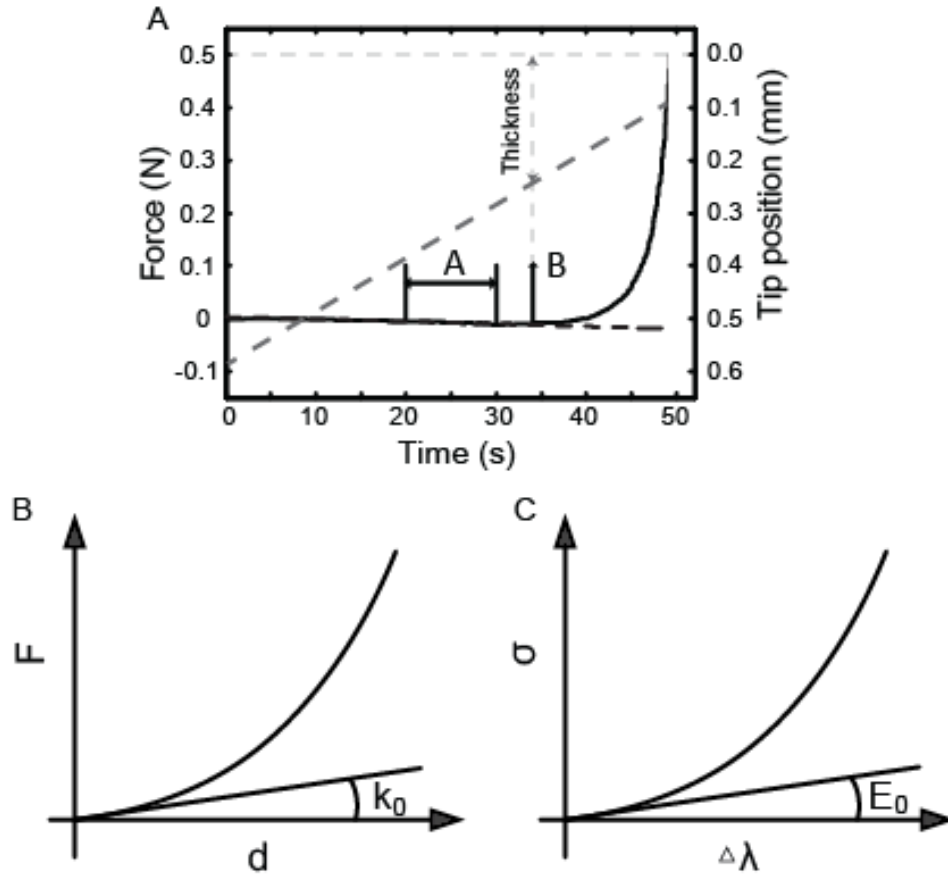 A
Force (N)
0.5
0.4
0.3
0.2
0.1
0
-0.1
Thickness
A
B
0.0
0.1
0.2
0.3
0.4
0.5
0.6
Tip position (mm)
0 10 20 30 40 50
Time (s)
B
F
k0
d
C
σ
E0
△λ